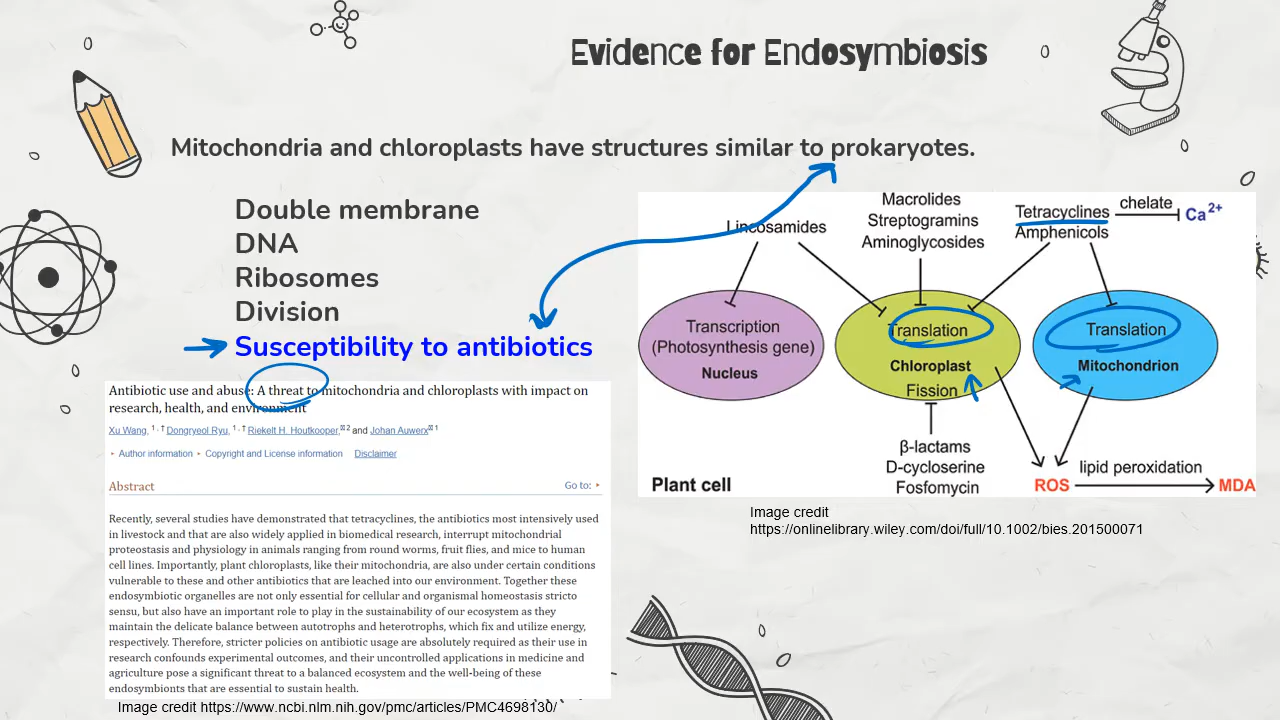 Evidence for Endosymbiosis
Mitochondria and chloroplasts have structures similar to prokaryotes.
Double membrane
DNA
Ribosomes
Division
Susceptibility to antibiotics
Antibiotic use and abuse: A threat to mitochondria and chloroplasts with impact on
research, health, and environment
Xu Wang, 1 , † Dongryeol Ryu, 1 , † Riekelt H. Houtkooper, 2 and Johan Auwerx 1
Author information Copyright and License information Disclaimer
Abstract
Go to:
Recently, several studies have demonstrated that tetracyclines, the antibiotics most intensively used
in livestock and that are also widely applied in biomedical research, interrupt mitochondrial
proteostasis and physiology in animals ranging from round worms, fruit flies, and mice to human
cell lines. Importantly, plant chloroplasts, like their mitochondria, are also under certain conditions
vulnerable to these and other antibiotics that are leached into our environment. Together these
endosymbiotic organelles are not only essential for cellular and organismal homeostasis stricto
sensu, but also have an important role to play in the sustainability of our ecosystem as they
maintain the delicate balance between autotrophs and heterotrophs, which fix and utilize energy,
respectively. Therefore, stricter policies on antibiotic usage are absolutely required as their use in
research confounds experimental outcomes, and their uncontrolled applications in medicine and
agriculture pose a significant threat to a balanced ecosystem and the well-being of these
endosymbionts that are essential to sustain health.
Image credit https://www.ncbi.nlm.nih.gov/pmc/articles/PMC4698130/
Lincosamides
Macrolides
Streptogramins
Aminoglycosides
Tetracyclines
Amphenicols
chelate
Ca2+
Transcription
(Photosynthesis gene)
Nucleus
Translation
Chloroplast
Fission
Translation
Mitochondrion
β-lactams
D-cycloserine
Fosfomycin
Plant cell
ROS
lipid peroxidation
MDA
Image credit
https://onlinelibrary.wiley.com/doi/full/10.1002/bies.201500071